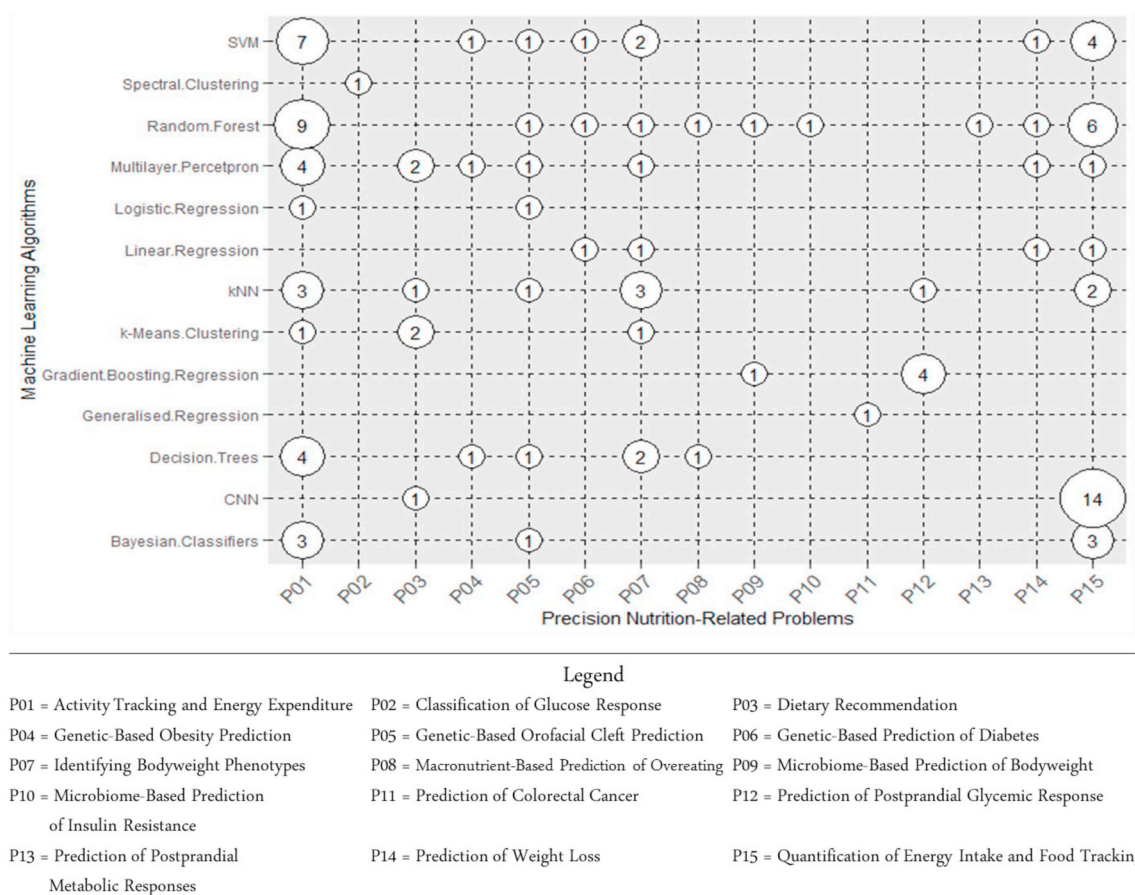 SVM 7 1 1 1 2 1 4
Spectral.Clustering 1
Random.Forest 9 1 1 1 1 1 1 1 1 6
Multilayer.Percetpron 4 2 1 1 1 1 1
Logistic.Regression 1 1
Linear.Regression 1 1 1 1
kNN 3 1 1 3 1 2
k-Means.Clustering 1 2 1
Gradient.Boosting.Regression 1 4
Generalised.Regression 1
Decision.Trees 4 1 1 2 1
CNN 1 14
Bayesian.Classifiers 3 1 3
Machine Learning Algorithms
P01 P02 P03 P04 P05 P06 P07 P08 P09 P10 P11 P12 P13 P14 P15
Precision Nutrition-Related Problems
Legend
P01 = Activity Tracking and Energy Expenditure P02 = Classification of Glucose Response P03 = Dietary Recommendation
P04 = Genetic-Based Obesity Prediction P05 = Genetic-Based Orofacial Cleft Prediction P06 = Genetic-Based Prediction of Diabetes
P07 = Identifying Bodyweight Phenotypes P08 = Macronutrient-Based Prediction of Overeating P09 = Microbiome-Based Prediction of Bodyweight
P10 = Microbiome-Based Prediction P11 = Prediction of Colorectal Cancer P12 = Prediction of Postprandial Glycemic Response
of Insulin Resistance
P13 = Prediction of Postprandial P14 = Prediction of Weight Loss P15 = Quantification of Energy Intake and Food Trackin
Metabolic Responses